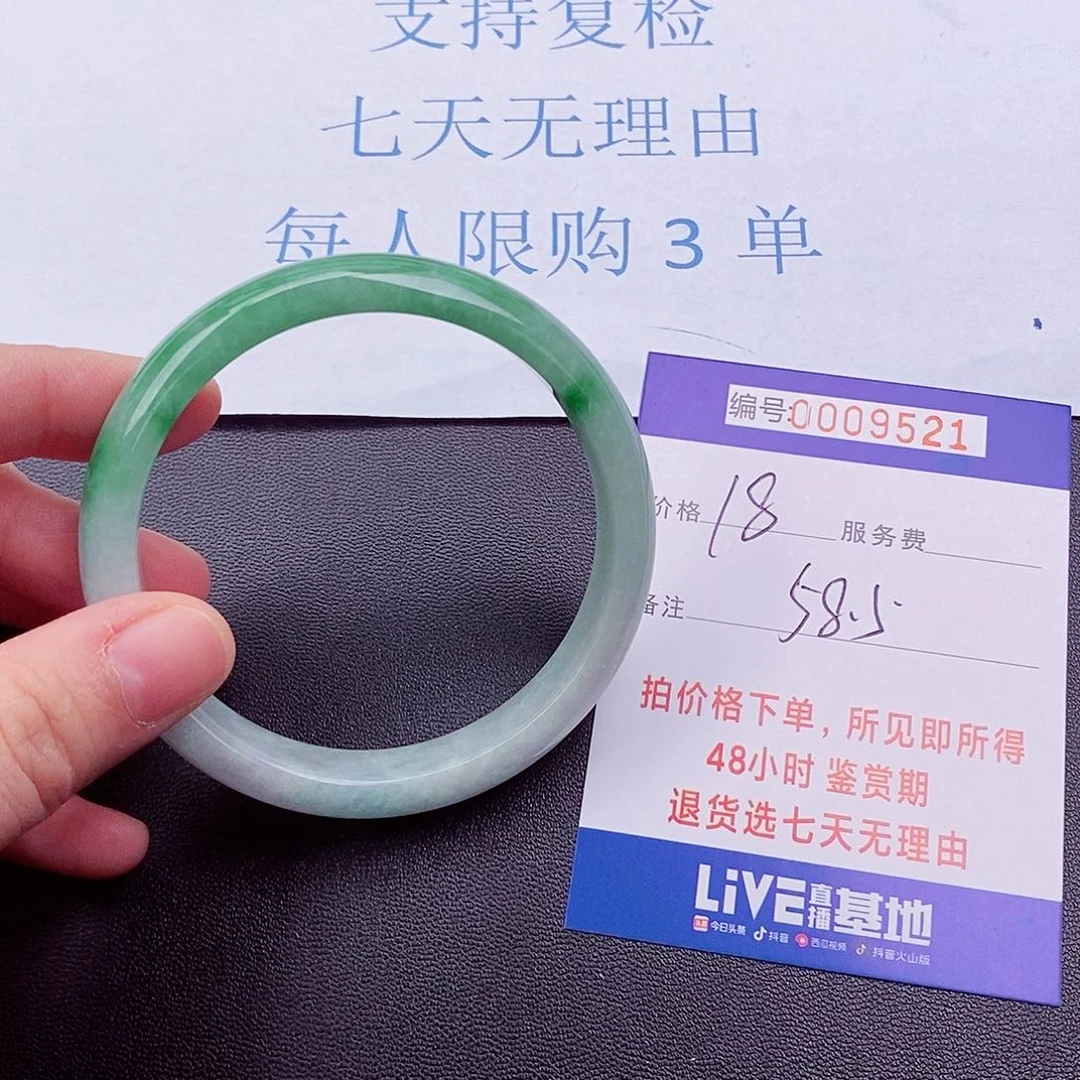 支持复检
七天无理由
每人限购 3 单
编号:0009521
价格 18 服务费
备注 58.5
拍价格下单，所见即所得
48小时 鉴赏期
退货选七天无理由
LiVE直播基地
头条 今日头条 抖音 西瓜视频 抖音火山版